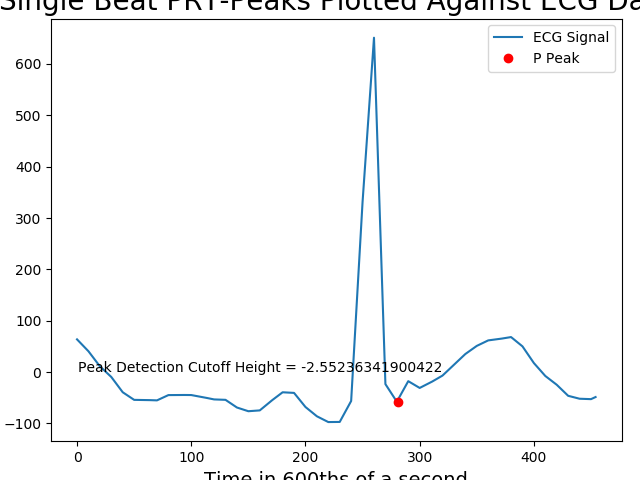 Single Beat PRT-Peaks Plotted Against ECG Da
ECG Signal
P Peak
600
500
400
300
200
100
0
−100
Peak Detection Cutoff Height = -2.55236341900422
0 100 200 300 400
Time in 600ths of a second